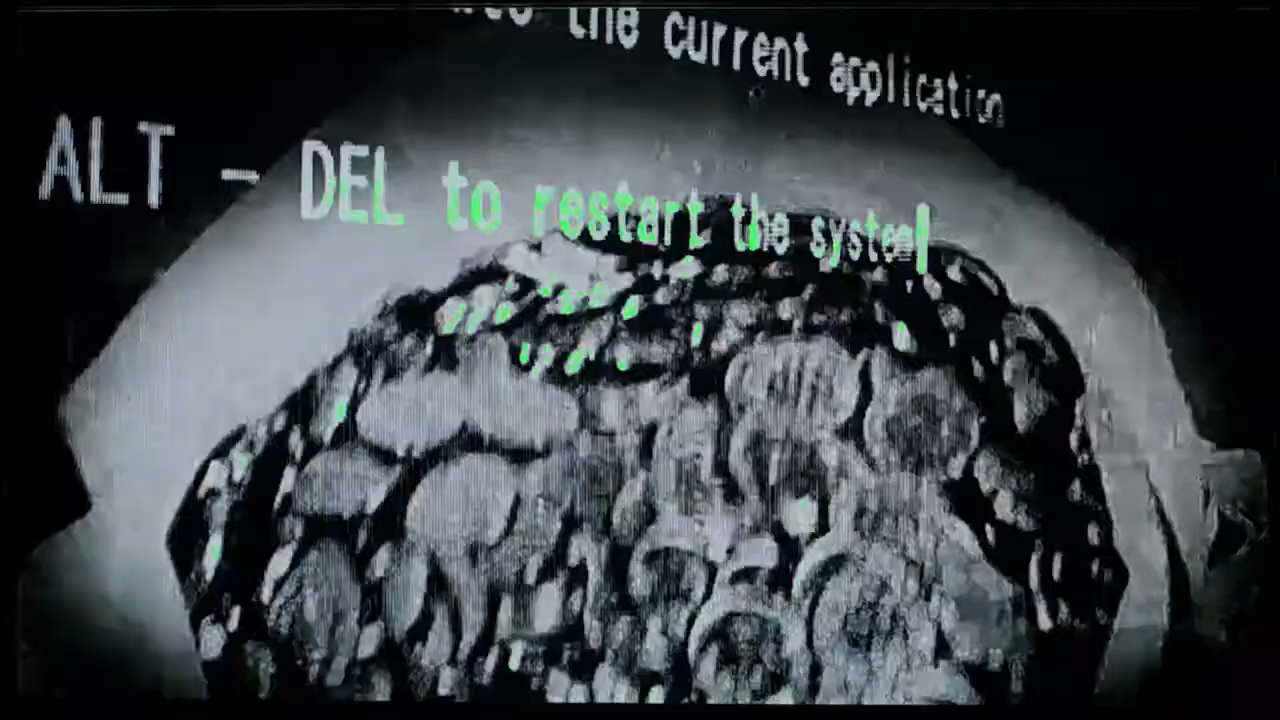 the current application
ALT - DEL to restart the system